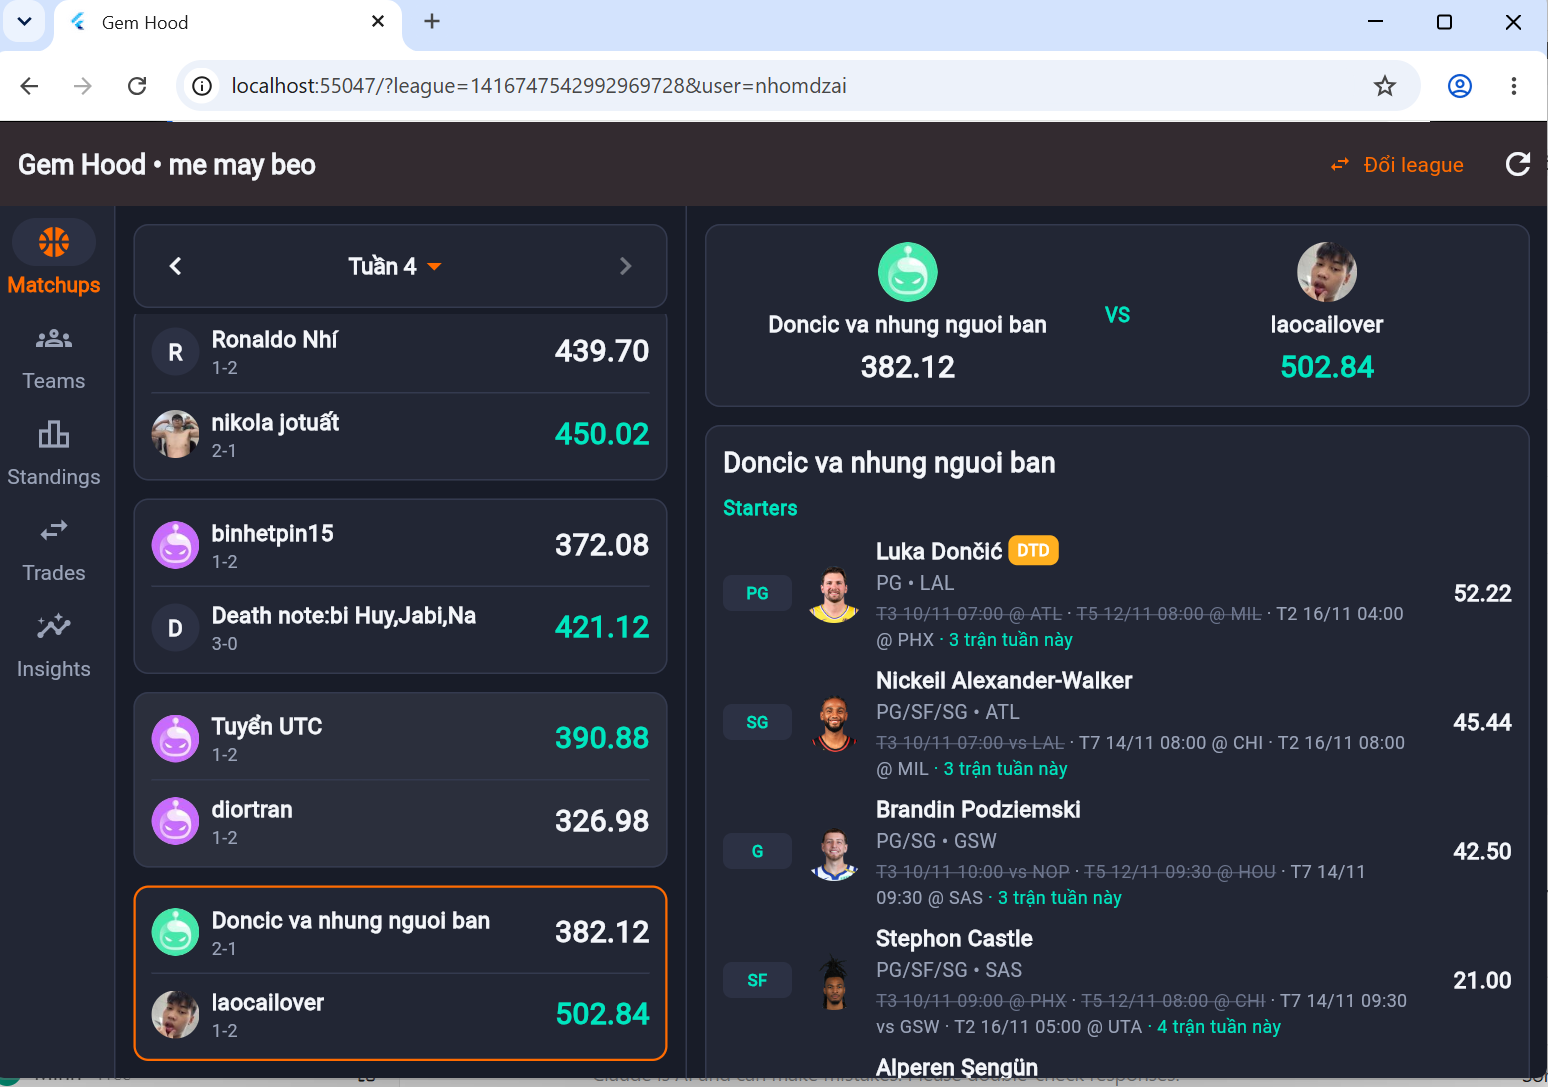 Gem Hood
localhost:55047/?league=1416747542992969728&user=nhomdzai
Gem Hood • me may beo
Đổi league
Matchups
Teams
Standings
Trades
Insights
Tuần 4
R
Ronaldo Nhí
1-2
439.70
nikola jotuất
2-1
450.02
binhetpin15
1-2
372.08
D
Death note:bi Huy,Jabi,Na
3-0
421.12
Tuyển UTC
1-2
390.88
diortran
1-2
326.98
Doncic va nhung nguoi ban
2-1
382.12
laocailover
1-2
502.84
Doncic va nhung nguoi ban
382.12
VS
laocailover
502.84
Doncic va nhung nguoi ban
Starters
PG
Luka Dončić DTD
PG • LAL
T3 10/11 07:00 @ ATL · T5 12/11 08:00 @ MIL · T2 16/11 04:00
@ PHX · 3 trận tuần này
52.22
SG
Nickeil Alexander-Walker
PG/SF/SG • ATL
T3 10/11 07:00 vs LAL · T7 14/11 08:00 @ CHI · T2 16/11 08:00
@ MIL · 3 trận tuần này
45.44
G
Brandin Podziemski
PG/SG • GSW
T3 10/11 10:00 vs NOP · T5 12/11 09:30 @ HOU · T7 14/11
09:30 @ SAS · 3 trận tuần này
42.50
SF
Stephon Castle
PG/SF/SG • SAS
T3 10/11 09:00 @ PHX · T5 12/11 08:00 @ CHI · T7 14/11 09:30
vs GSW · T2 16/11 05:00 @ UTA · 4 trận tuần này
21.00
Alperen Şengün